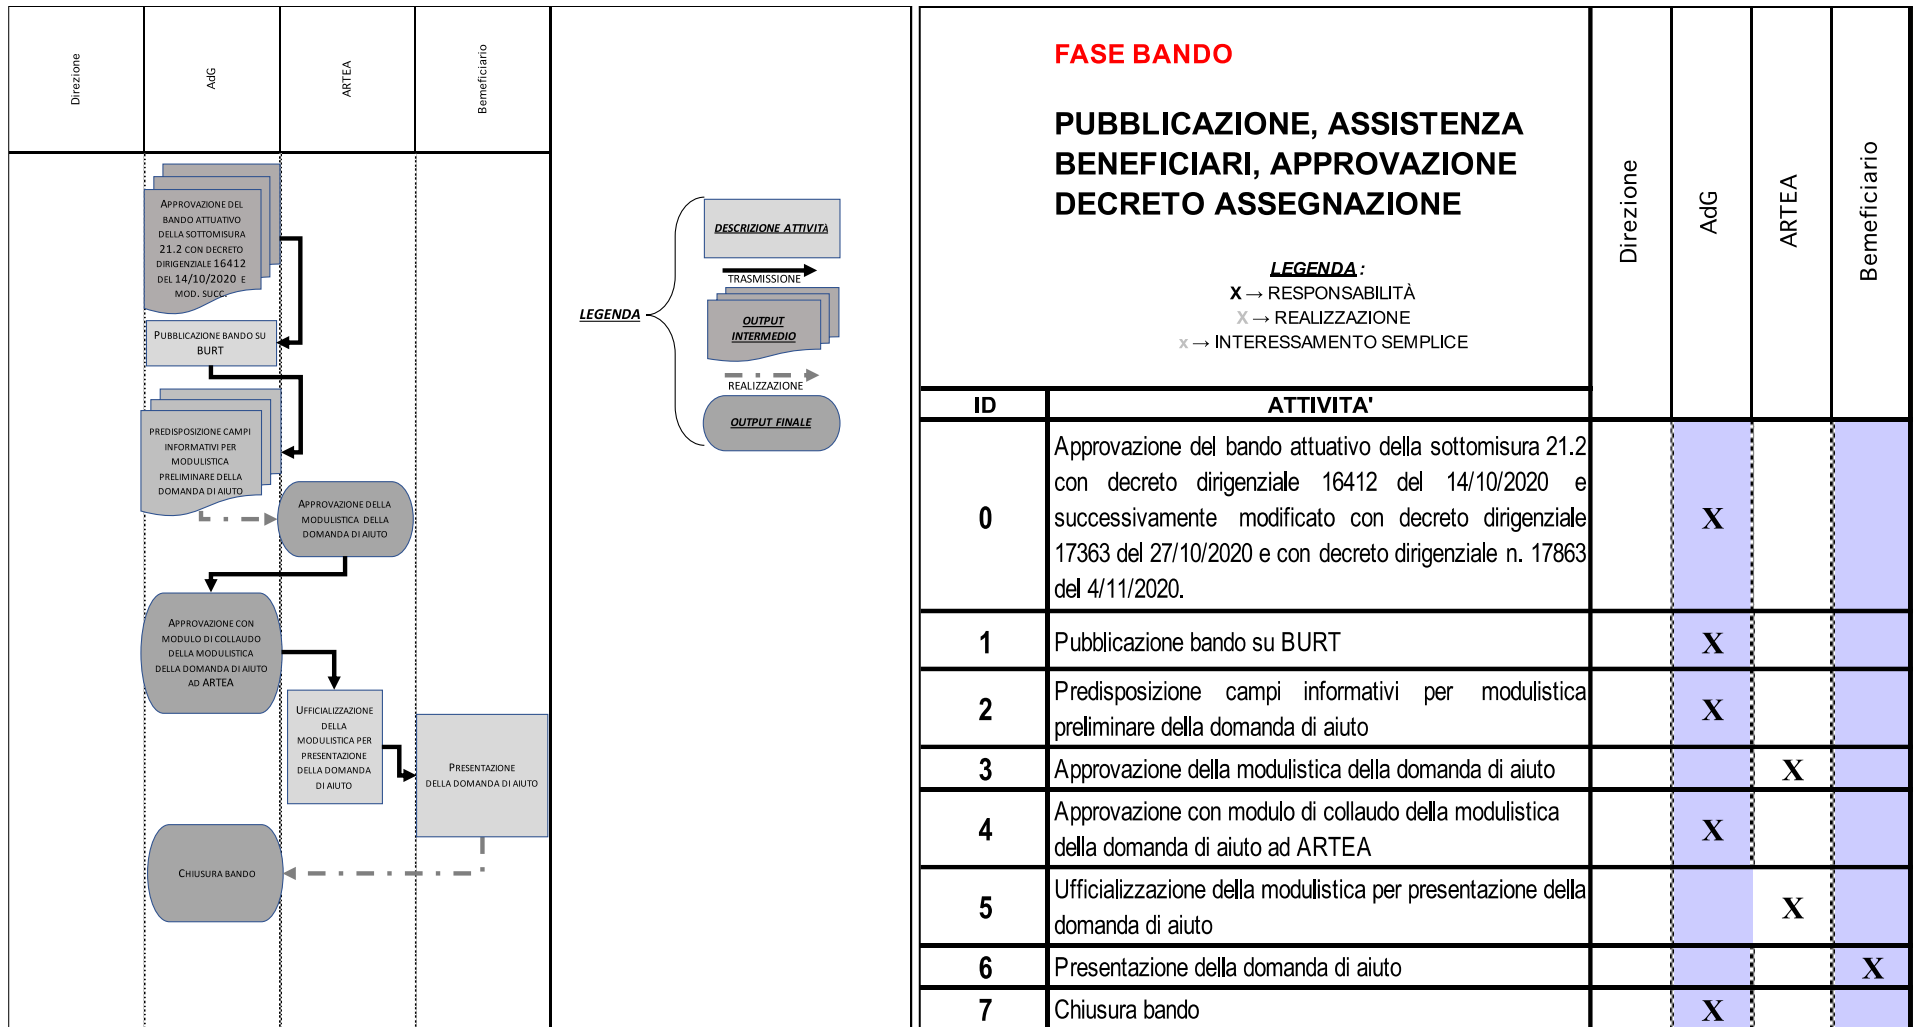 Direzione
AdG
ARTEA
Bemeficiario
APPROVAZIONE DEL
BANDO ATTUATIVO
DELLA SOTTOMISURA
21.2 CON DECRETO
DIRIGENZIALE 16412
DEL 14/10/2020 E
MOD. SUCC.
PUBBLICAZIONE BANDO SU
BURT
PREDISPOSIZIONE CAMPI
INFORMATIVI PER
MODULISTICA
PRELIMINARE DELLA
DOMANDA DI AIUTO
APPROVAZIONE DELLA
MODULISTICA DELLA
DOMANDA DI AIUTO
APPROVAZIONE CON
MODULO DI COLLAUDO
DELLA MODULISTICA
DELLA DOMANDA DI AIUTO
AD ARTEA
UFFICIALIZZAZIONE
DELLA
MODULISTICA PER
PRESENTAZIONE
DELLA DOMANDA
DI AIUTO
PRESENTAZIONE
DELLA DOMANDA DI AIUTO
CHIUSURA BANDO
LEGENDA
DESCRIZIONE ATTIVITÀ
TRASMISSIONE
OUTPUT
INTERMEDIO
REALIZZAZIONE
OUTPUT FINALE
FASE BANDO
PUBBLICAZIONE, ASSISTENZA
BENEFICIARI, APPROVAZIONE
DECRETO ASSEGNAZIONE
LEGENDA :
X → RESPONSABILITÀ
X → REALIZZAZIONE
x → INTERESSAMENTO SEMPLICE
Direzione
AdG
ARTEA
Bemeficiario
ID ATTIVITA'
Approvazione del bando attuativo della sottomisura 21.2
con decreto dirigenziale 16412 del 14/10/2020 e
0 successivamente modificato con decreto dirigenziale X
17363 del 27/10/2020 e con decreto dirigenziale n. 17863
del 4/11/2020.
1 Pubblicazione bando su BURT X
2 Predisposizione campi informativi per modulistica X
preliminare della domanda di aiuto
3 Approvazione della modulistica della domanda di aiuto X
4 Approvazione con modulo di collaudo della modulistica X
della domanda di aiuto ad ARTEA
5 Ufficializzazione della modulistica per presentazione della X
domanda di aiuto
6 Presentazione della domanda di aiuto X
7 Chiusura bando X